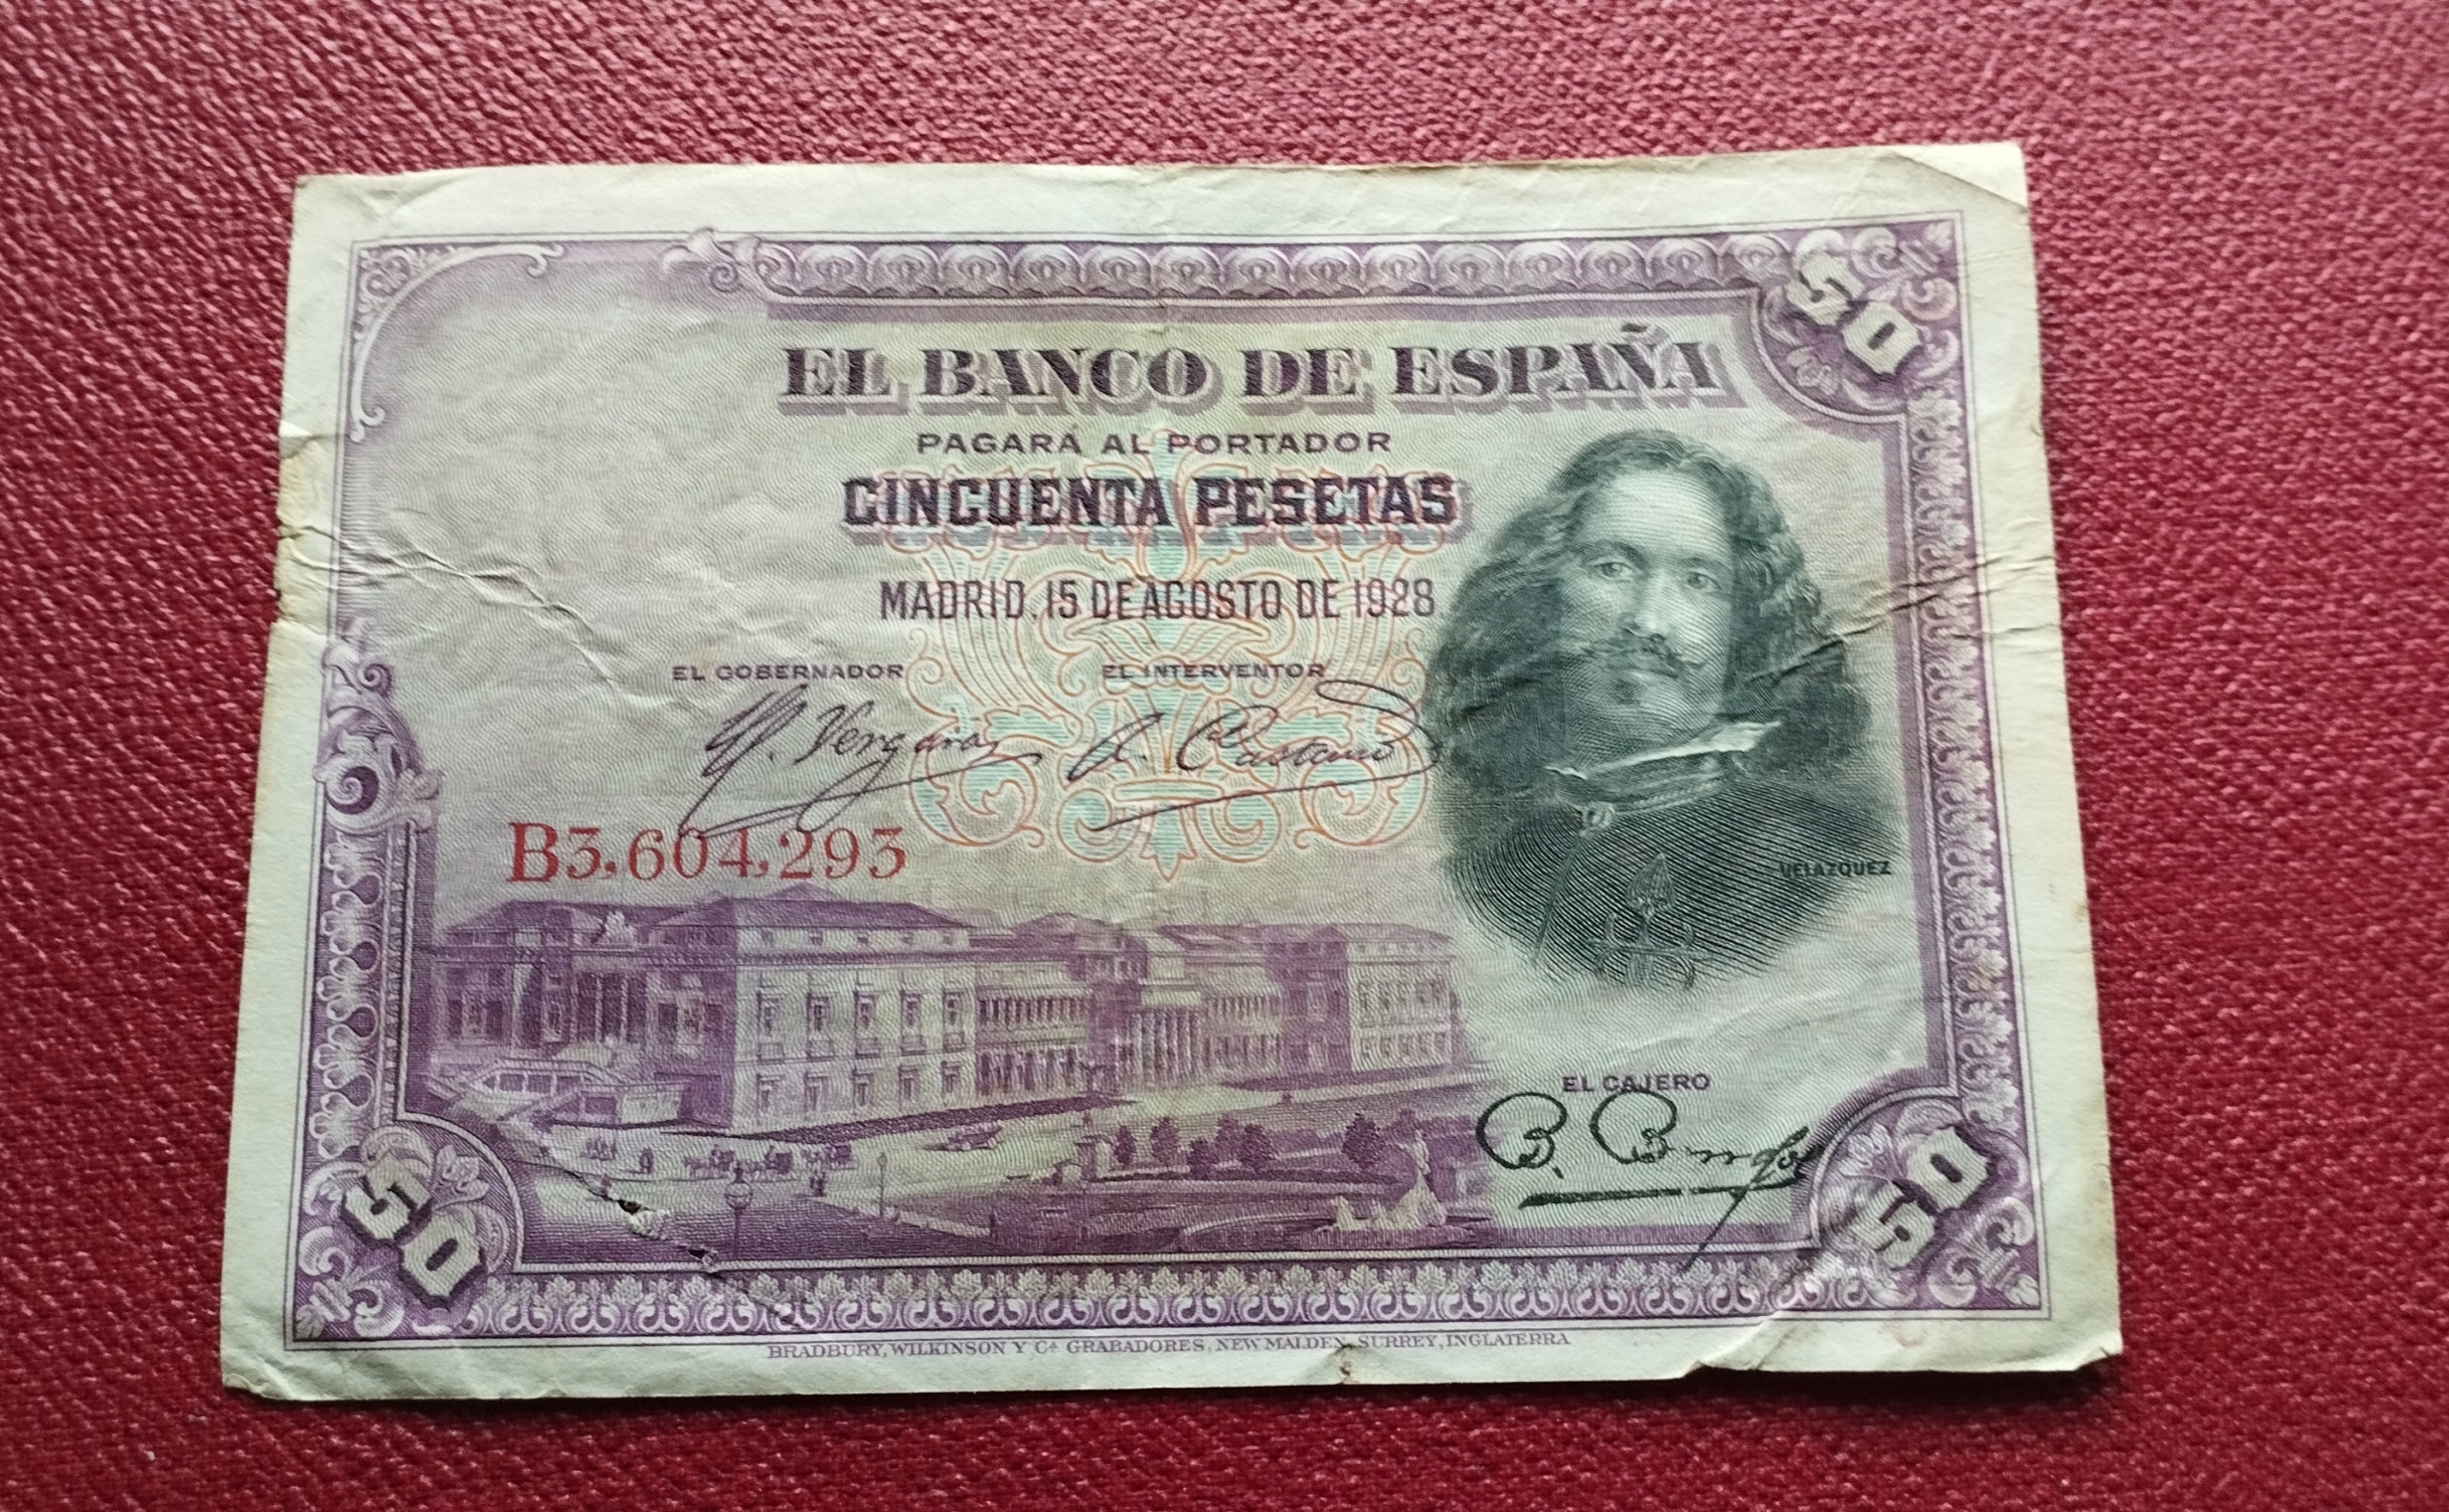 50
EL BANCO DE ESPAÑA
PAGARÁ AL PORTADOR
CINCUENTA PESETAS
MADRID, 15 DE AGOSTO DE 1928
EL GOBERNADOR EL INTERVENTOR
Vergara
B3,604,293
VELAZQUEZ
EL CAJERO
50 50
BRADBURY, WILKINSON Y Cª GRABADORES, NEW MALDEN, SURREY, INGLATERRA